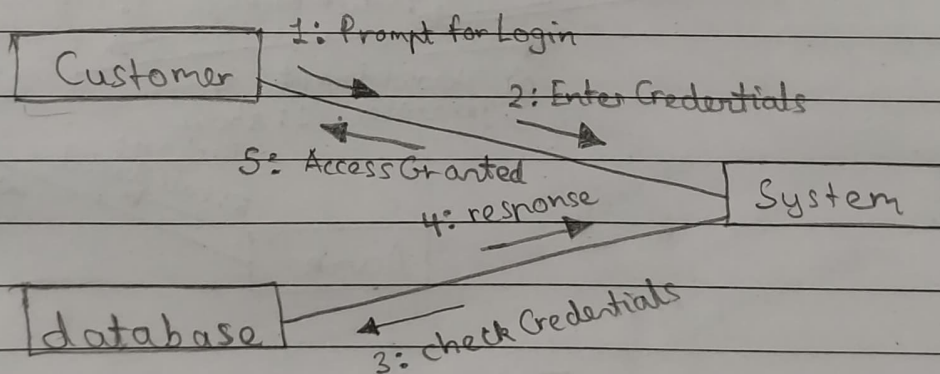 1: Prompt for Login
Customer
2: Enter Credentials
5: Access Granted
System
4: response
database
3: check Credentials